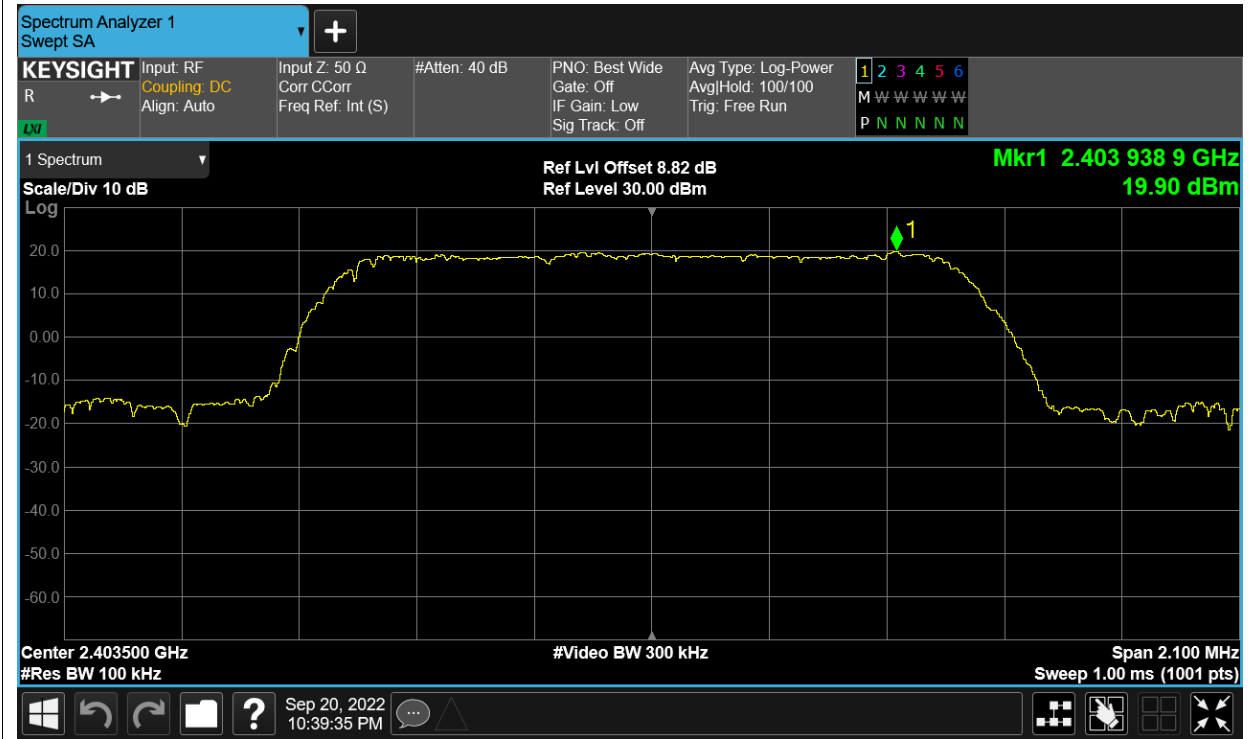 Spectrum Analyzer 1
Swept SA
KEYSIGHT
R
LXI
Input: RF
Coupling: DC
Align: Auto
Input Z: 50 Ω
Corr CCorr
Freq Ref: Int (S)
#Atten: 40 dB
PNO: Best Wide
Gate: Off
IF Gain: Low
Sig Track: Off
Avg Type: Log-Power
Avg|Hold: 100/100
Trig: Free Run
1 2 3 4 5 6
M W W W W W
P N N N N N
1 Spectrum
Scale/Div 10 dB
Log
Ref Lvl Offset 8.82 dB
Ref Level 30.00 dBm
Mkr1 2.403 938 9 GHz
19.90 dBm
1
20.0
10.0
0.00
-10.0
-20.0
-30.0
-40.0
-50.0
-60.0
Center 2.403500 GHz
#Res BW 100 kHz
#Video BW 300 kHz
Span 2.100 MHz
Sweep 1.00 ms (1001 pts)
?
Sep 20, 2022
10:39:35 PM